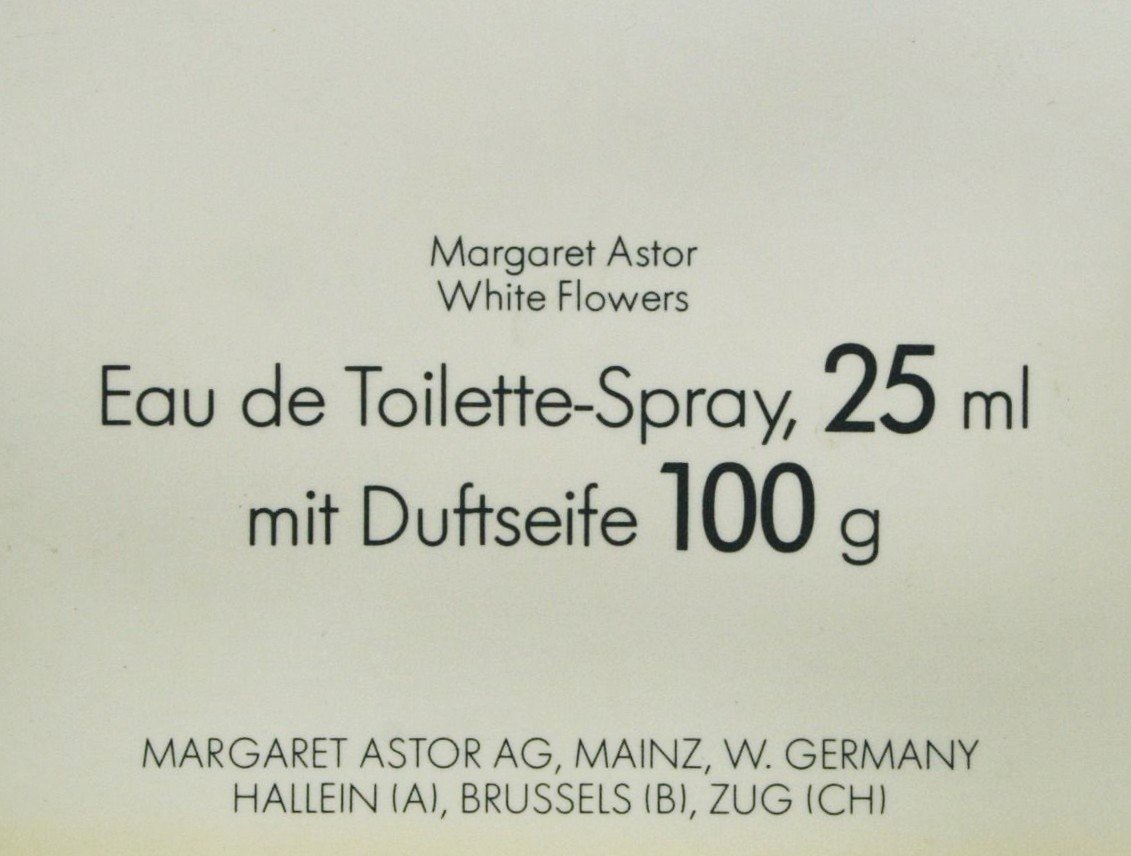 Margaret Astor
White Flowers
Eau de Toilette-Spray, 25 ml
mit Duftseife 100 g
MARGARET ASTOR AG, MAINZ, W. GERMANY
HALLEIN (A), BRUSSELS (B), ZUG (CH)